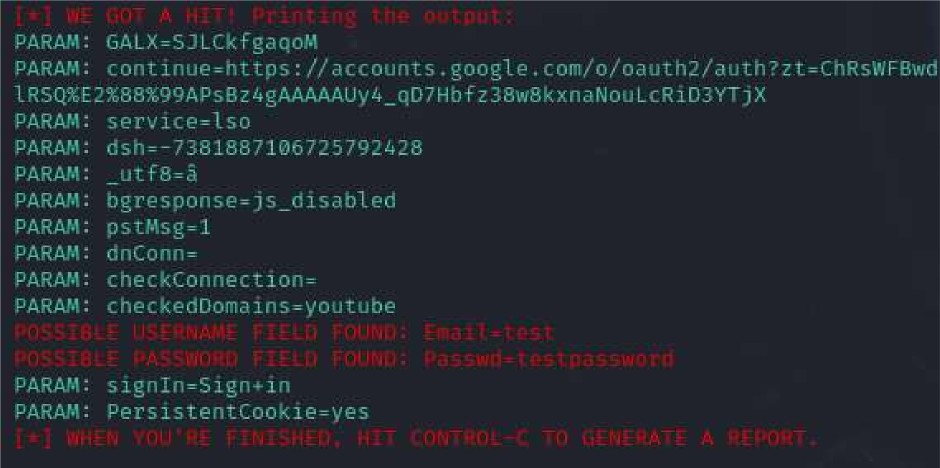 [*] WE GOT A HIT! Printing the output:
PARAM: GALX=SJLCkfgaqoM
PARAM: continue=https://accounts.google.com/o/oauth2/auth?zt=ChRsWFBwd
lRSQ%E2%88%99APsBz4gAAAAAUy4_qD7Hbfz38w8kxnaNouLcRiD3YTjX
PARAM: service=lso
PARAM: dsh=-7381887106725792428
PARAM: _utf8=â
PARAM: bgresponse=js_disabled
PARAM: pstMsg=1
PARAM: dnConn=
PARAM: checkConnection=
PARAM: checkedDomains=youtube
POSSIBLE USERNAME FIELD FOUND: Email=test
POSSIBLE PASSWORD FIELD FOUND: Passwd=testpassword
PARAM: signIn=Sign+in
PARAM: PersistentCookie=yes
[*] WHEN YOU'RE FINISHED, HIT CONTROL-C TO GENERATE A REPORT.